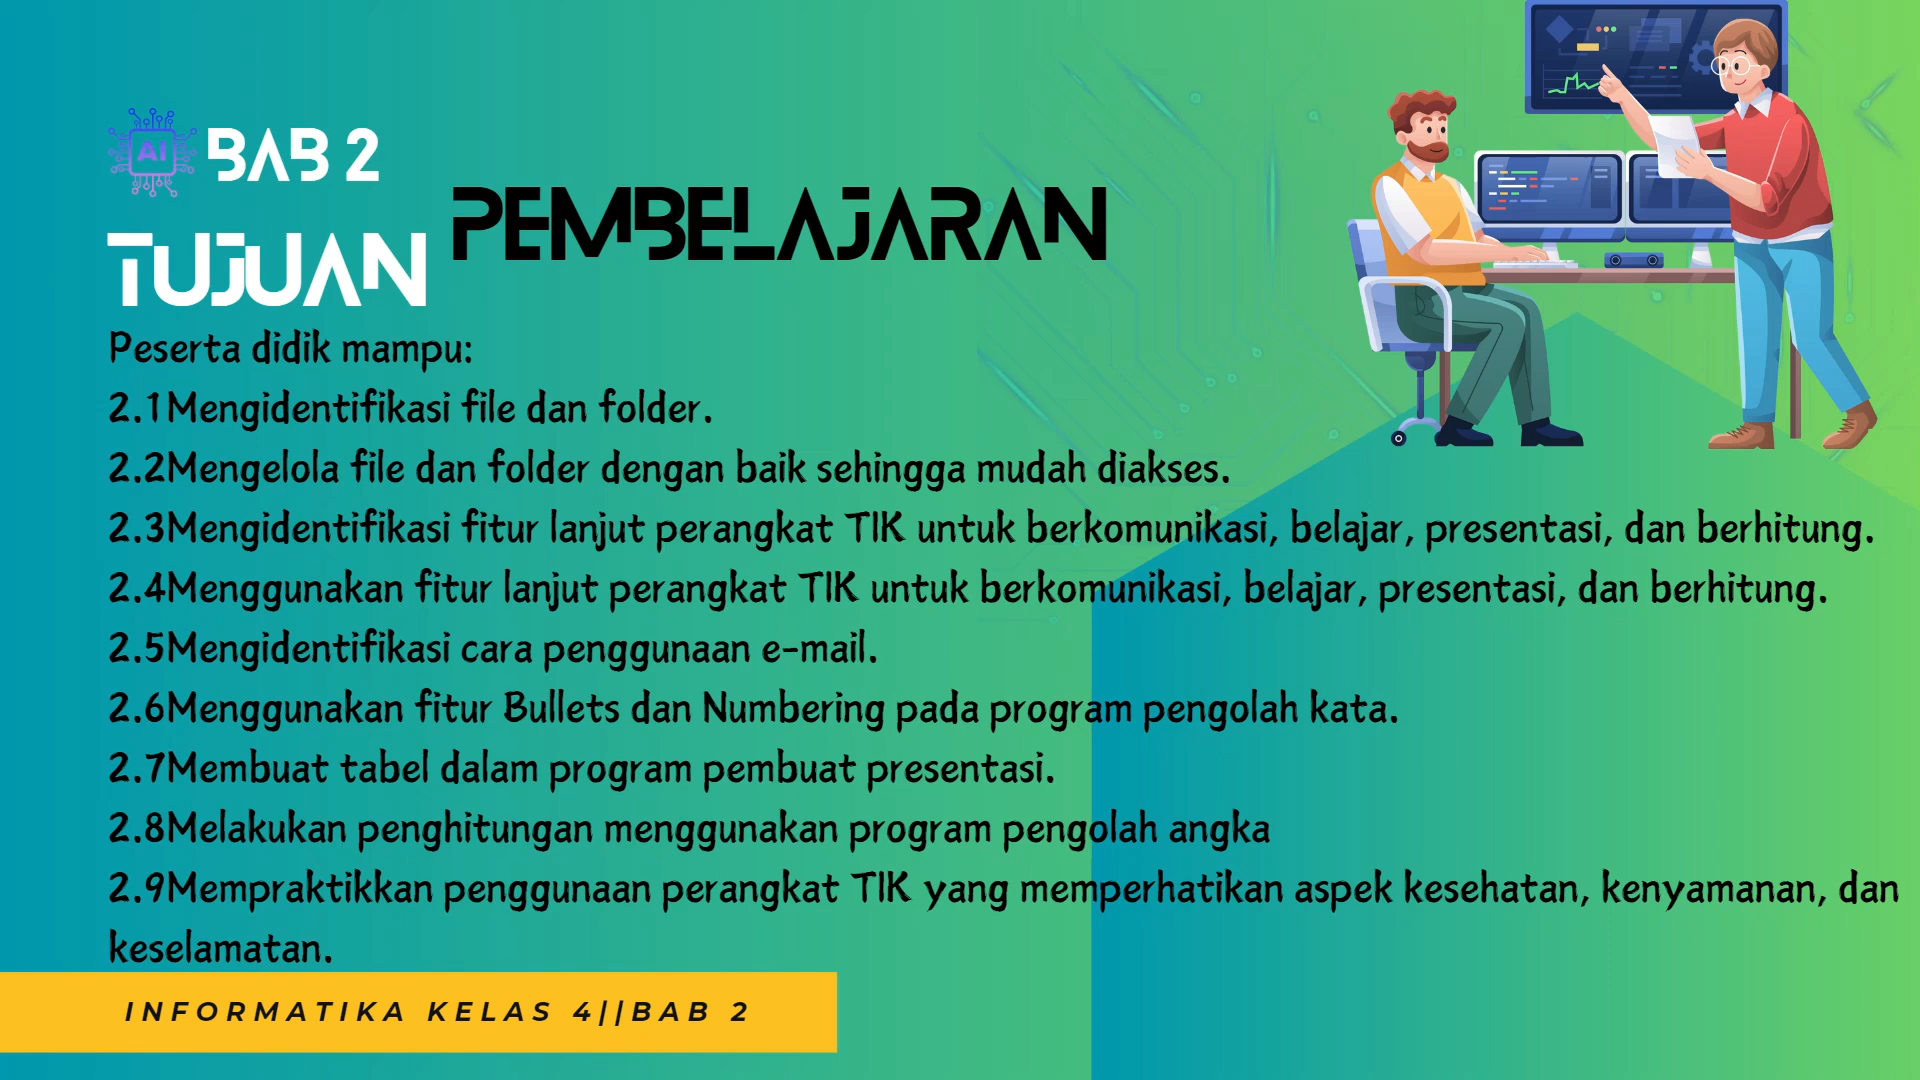 AI
BAB 2
TUJUAN PEMBELAJARAN
Peserta didik mampu:
2.1Mengidentifikasi file dan folder.
2.2Mengelola file dan folder dengan baik sehingga mudah diakses.
2.3Mengidentifikasi fitur lanjut perangkat TIK untuk berkomunikasi, belajar, presentasi, dan berhitung.
2.4Menggunakan fitur lanjut perangkat TIK untuk berkomunikasi, belajar, presentasi, dan berhitung.
2.5Mengidentifikasi cara penggunaan e-mail.
2.6Menggunakan fitur Bullets dan Numbering pada program pengolah kata.
2.7Membuat tabel dalam program pembuat presentasi.
2.8Melakukan penghitungan menggunakan program pengolah angka
2.9Mempraktikkan penggunaan perangkat TIK yang memperhatikan aspek kesehatan, kenyamanan, dan
keselamatan.
INFORMATIKA KELAS 4||BAB 2